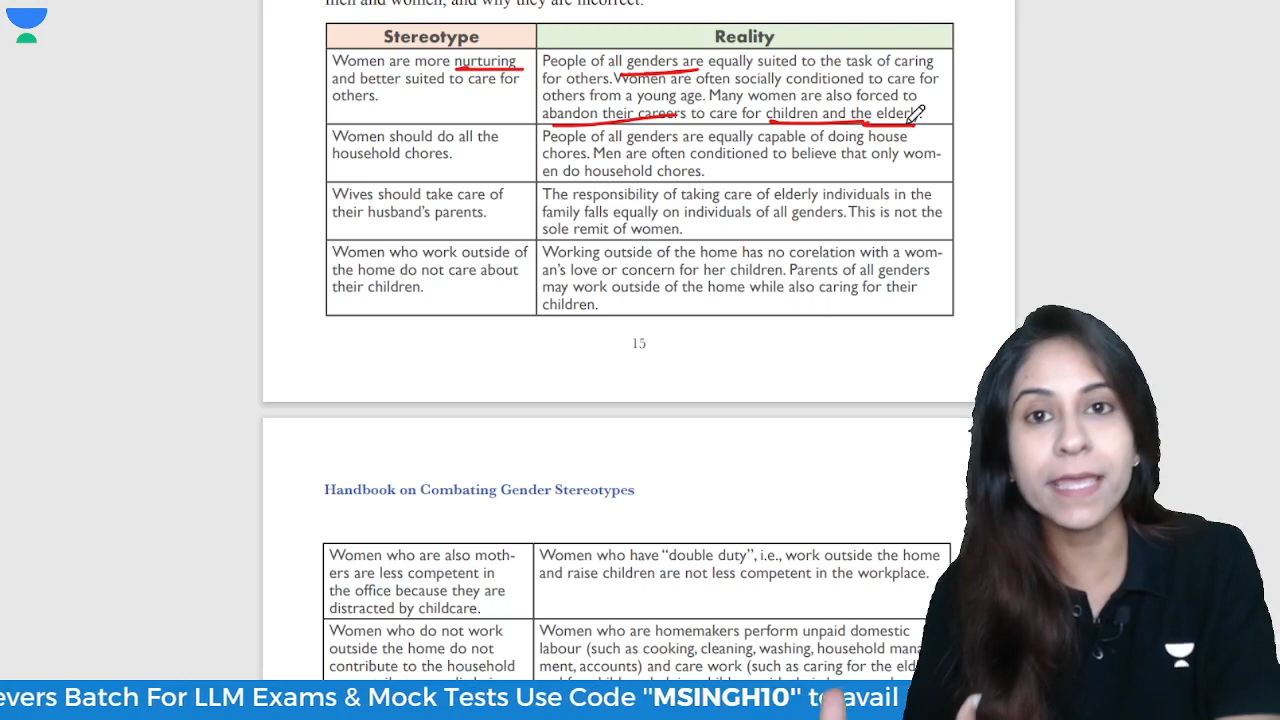 men and women, and why they are incorrect.
Stereotype
Reality
Women are more nurturing
and better suited to care for
others.
People of all genders are equally suited to the task of caring
for others. Women are often socially conditioned to care for
others from a young age. Many women are also forced to
abandon their careers to care for children and the elderly.
Women should do all the
household chores.
People of all genders are equally capable of doing house
chores. Men are often conditioned to believe that only wom-
en do household chores.
Wives should take care of
their husband's parents.
The responsibility of taking care of elderly individuals in the
family falls equally on individuals of all genders. This is not the
sole remit of women.
Women who work outside of
the home do not care about
their children.
Working outside of the home has no corelation with a wom-
an's love or concern for her children. Parents of all genders
may work outside of the home while also caring for their
children.
15
Handbook on Combating Gender Stereotypes
Women who are also moth-
ers are less competent in
the office because they are
distracted by childcare.
Women who have "double duty", i.e., work outside the home
and raise children are not less competent in the workplace.
Women who do not work
outside the home do not
contribute to the household
Women who are homemakers perform unpaid domestic
labour (such as cooking, cleaning, washing, household mana
ment, accounts) and care work (such as caring for the eld
evers Batch For LLM Exams & Mock Tests Use Code "MSINGH10" to avail